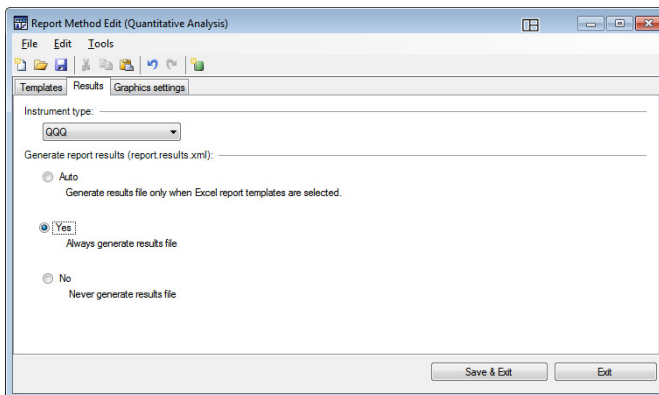 Report Method Edit (Quantitative Analysis)
File Edit Tools
Templates Results Graphics settings
Instrument type:
QQQ
Generate report results (report.results.xml):
Auto
Generate results file only when Excel report templates are selected.
Yes
Always generate results file
No
Never generate results file
Save & Exit Exit